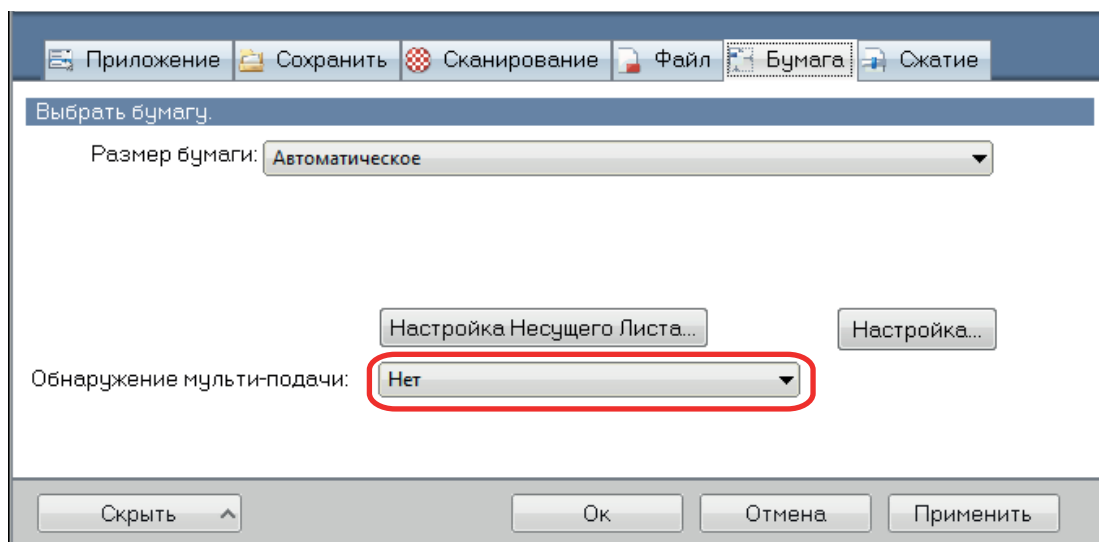 Приложение Сохранить Сканирование Файл Бумага Сжатие
Выбрать бумагу.
Размер бумаги: Автоматическое
Настройка Несущего Листа... Настройка...
Обнаружение мульти-подачи: Нет
Скрыть Ок Отмена Применить